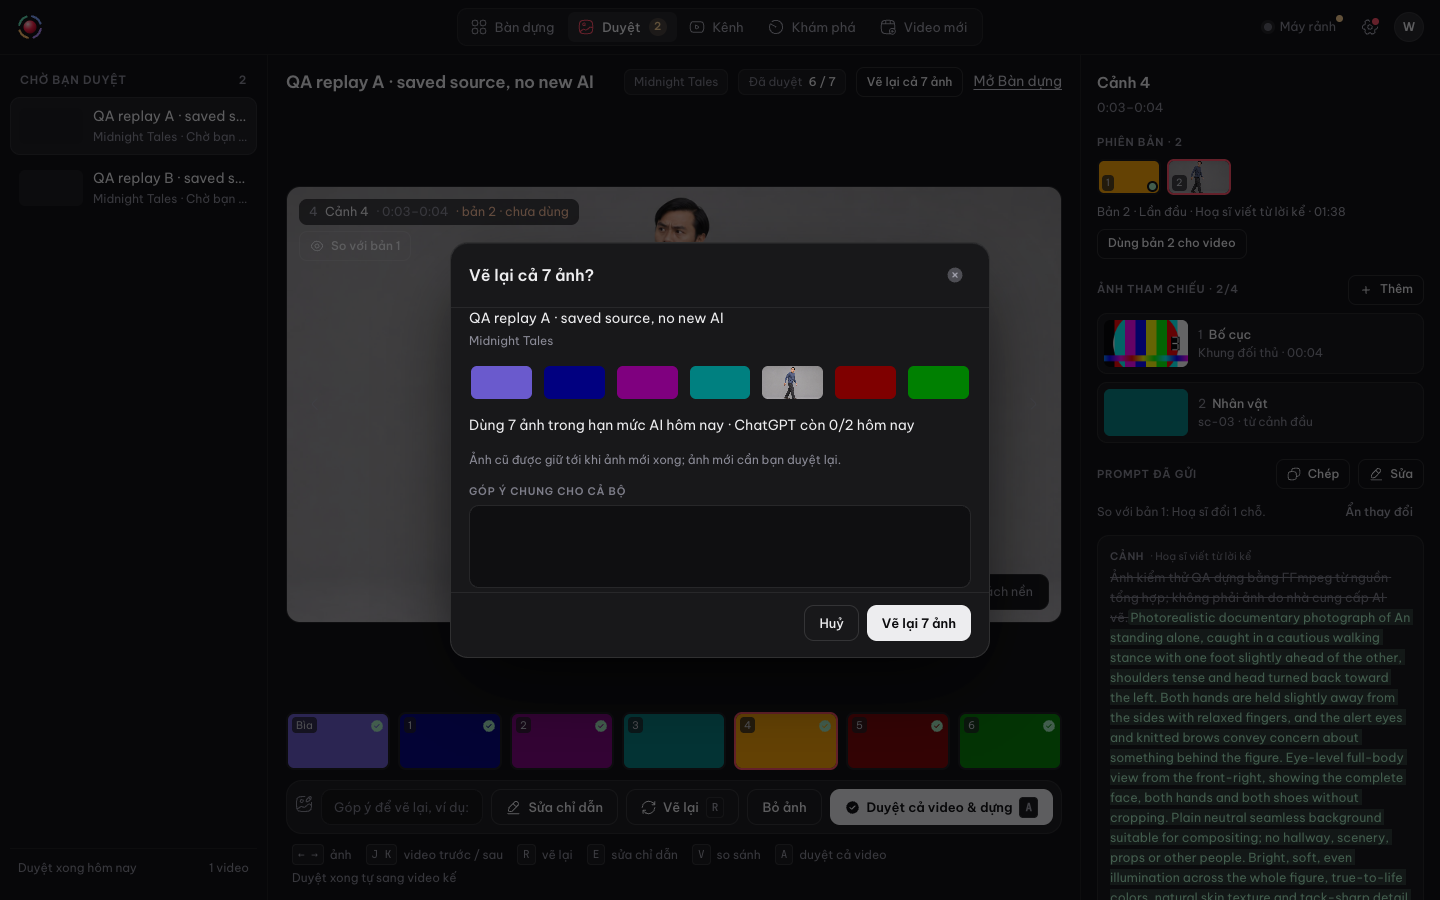 Bàn dựng
Duyệt 2
Kênh
Khám phá
Video mới
Máy rảnh
W
CHỜ BẠN DUYỆT 2
QA replay A · saved s...
Midnight Tales · Chờ bạn ...
QA replay B · saved s...
Midnight Tales · Chờ bạn ...
Duyệt xong hôm nay 1 video
QA replay A · saved source, no new AI
Midnight Tales
Đã duyệt 6 / 7
Vẽ lại cả 7 ảnh
Mở Bàn dựng
4 Cảnh 4 · 0:03–0:04 · bản 2 · chưa dùng
So với bản 1
Vẽ lại cả 7 ảnh?
QA replay A · saved source, no new AI
Midnight Tales
Dùng 7 ảnh trong hạn mức AI hôm nay · ChatGPT còn 0/2 hôm nay
Ảnh cũ được giữ tới khi ảnh mới xong; ảnh mới cần bạn duyệt lại.
GÓP Ý CHUNG CHO CẢ BỘ
Huỷ
Vẽ lại 7 ảnh
nền
Bìa
1
2
3
4
5
6
Góp ý để vẽ lại, ví dụ:
Sửa chỉ dẫn
Vẽ lại R
Bỏ ảnh
Duyệt cả video & dựng A
← → ảnh J K video trước / sau R vẽ lại E sửa chỉ dẫn V so sánh A duyệt cả video
Duyệt xong tự sang video kế
Cảnh 4
0:03–0:04
PHIÊN BẢN · 2
1
2
Bản 2 · Lần đầu · Hoạ sĩ viết từ lời kể · 01:38
Dùng bản 2 cho video
ẢNH THAM CHIẾU · 2/4
+ Thêm
1 Bố cục
Khung đối thủ · 00:04
2 Nhân vật
sc-03 · từ cảnh đầu
PROMPT ĐÃ GỬI
Chép
Sửa
So với bản 1: Hoạ sĩ đổi 1 chỗ.
Ẩn thay đổi
CẢNH · Hoạ sĩ viết từ lời kể
Ảnh kiểm thử QA dựng bằng FFmpeg từ nguồn
tổng hợp; không phải ảnh do nhà cung cấp AI
vẽ. Photorealistic documentary photograph of An
standing alone, caught in a cautious walking
stance with one foot slightly ahead of the other,
shoulders tense and head turned back toward
the left. Both hands are held slightly away from
the sides with relaxed fingers, and the alert eyes
and knitted brows convey concern about
something behind the figure. Eye-level full-body
view from the front-right, showing the complete
face, both hands and both shoes without
cropping. Plain neutral seamless background
suitable for compositing; no hallway, scenery,
props or other people. Bright, soft, even
illumination across the whole figure, true-to-life
colors, natural skin texture and tack-sharp detail